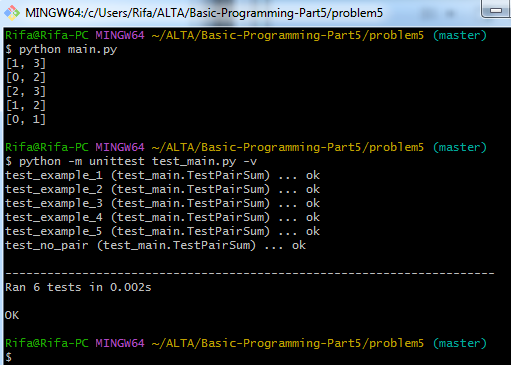 MINGW64:/c/Users/Rifa/ALTA/Basic-Programming-Part5/problem5
Rifa@Rifa-PC MINGW64 ~/ALTA/Basic-Programming-Part5/problem5 (master)
$ python main.py
[1, 3]
[0, 2]
[2, 3]
[1, 2]
[0, 1]
Rifa@Rifa-PC MINGW64 ~/ALTA/Basic-Programming-Part5/problem5 (master)
$ python -m unittest test_main.py -v
test_example_1 (test_main.TestPairSum) ... ok
test_example_2 (test_main.TestPairSum) ... ok
test_example_3 (test_main.TestPairSum) ... ok
test_example_4 (test_main.TestPairSum) ... ok
test_example_5 (test_main.TestPairSum) ... ok
test_no_pair (test_main.TestPairSum) ... ok
----------------------------------------------------------------------
Ran 6 tests in 0.002s
OK
Rifa@Rifa-PC MINGW64 ~/ALTA/Basic-Programming-Part5/problem5 (master)
$